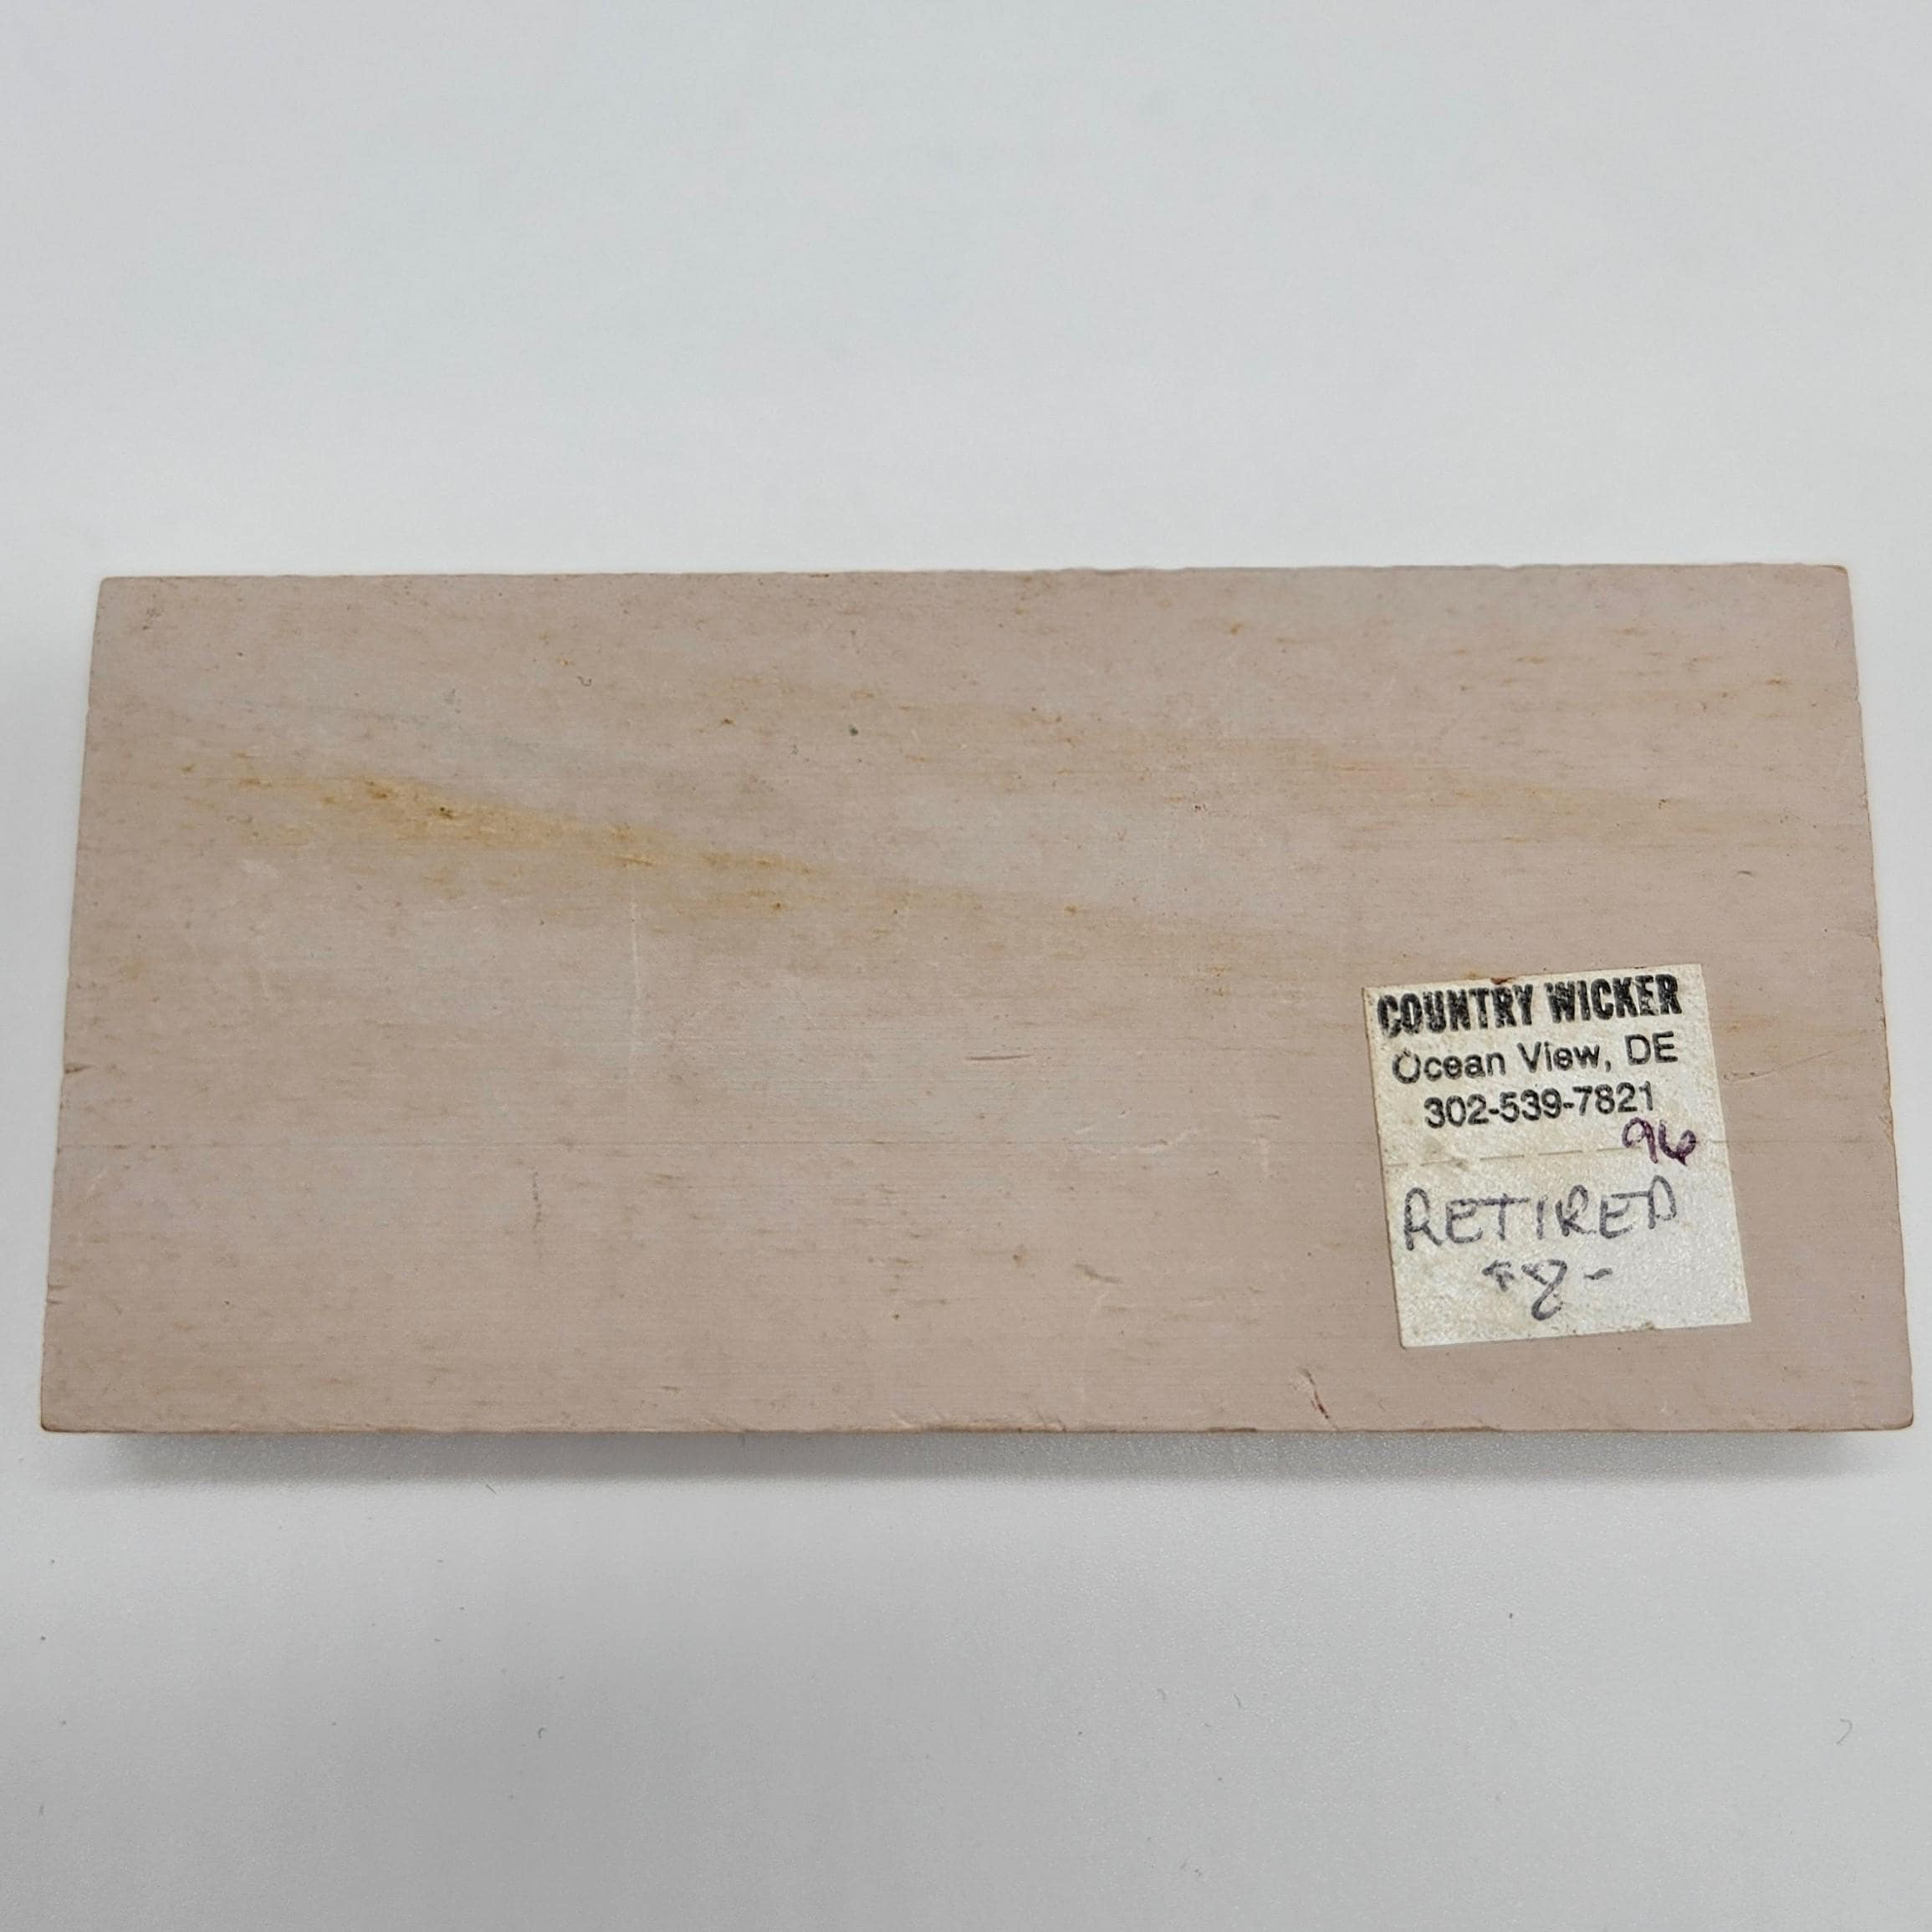 COUNTRY WICKER
Ocean View, DE
302-539-7821
96
RETIRED
8-